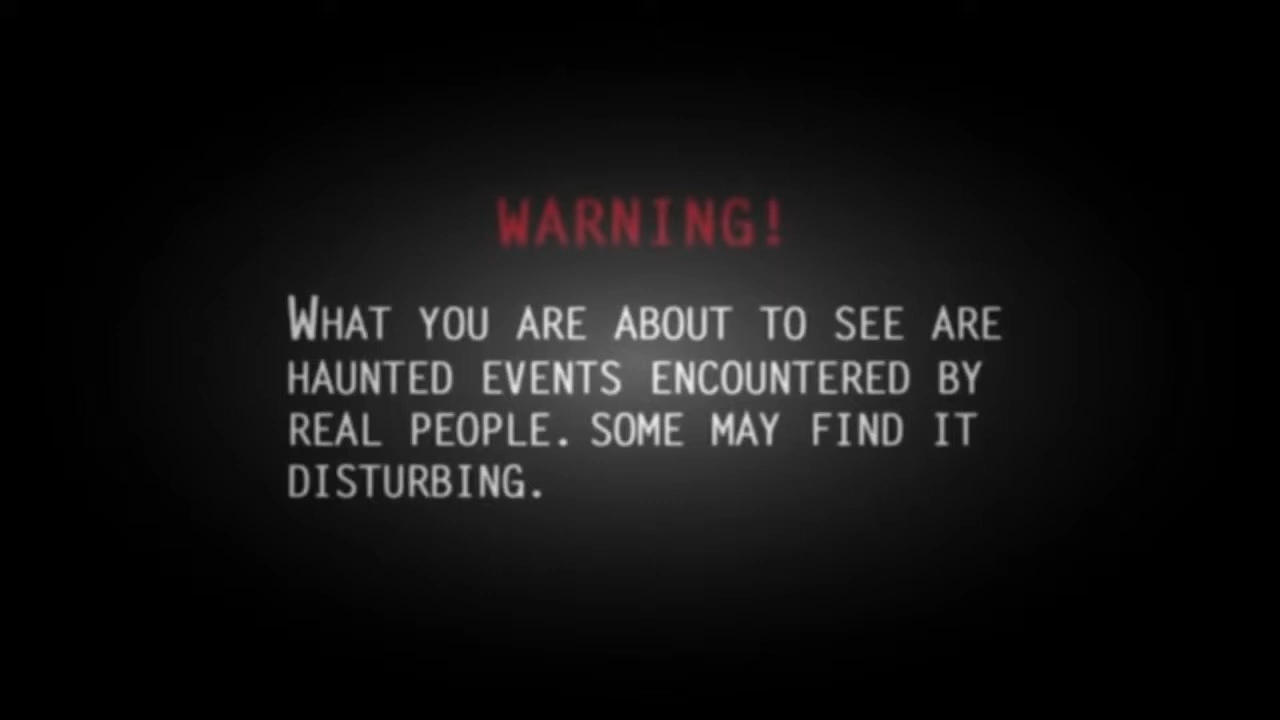 WARNING!
WHAT YOU ARE ABOUT TO SEE ARE
HAUNTED EVENTS ENCOUNTERED BY
REAL PEOPLE. SOME MAY FIND IT
DISTURBING.